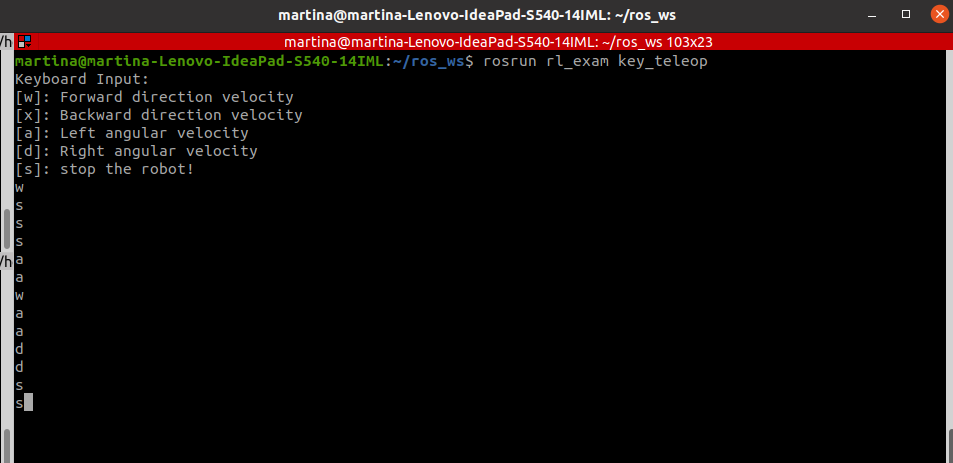 martina@martina-Lenovo-IdeaPad-S540-14IML: ~/ros_ws
/h
martina@martina-Lenovo-IdeaPad-S540-14IML: ~/ros_ws 103x23
martina@martina-Lenovo-IdeaPad-S540-14IML:~/ros_ws$ rosrun rl_exam key_teleop
Keyboard Input:
[w]: Forward direction velocity
[x]: Backward direction velocity
[a]: Left angular velocity
[d]: Right angular velocity
[s]: stop the robot!
w
s
s
s
a
/h
a
w
a
a
d
d
s
s